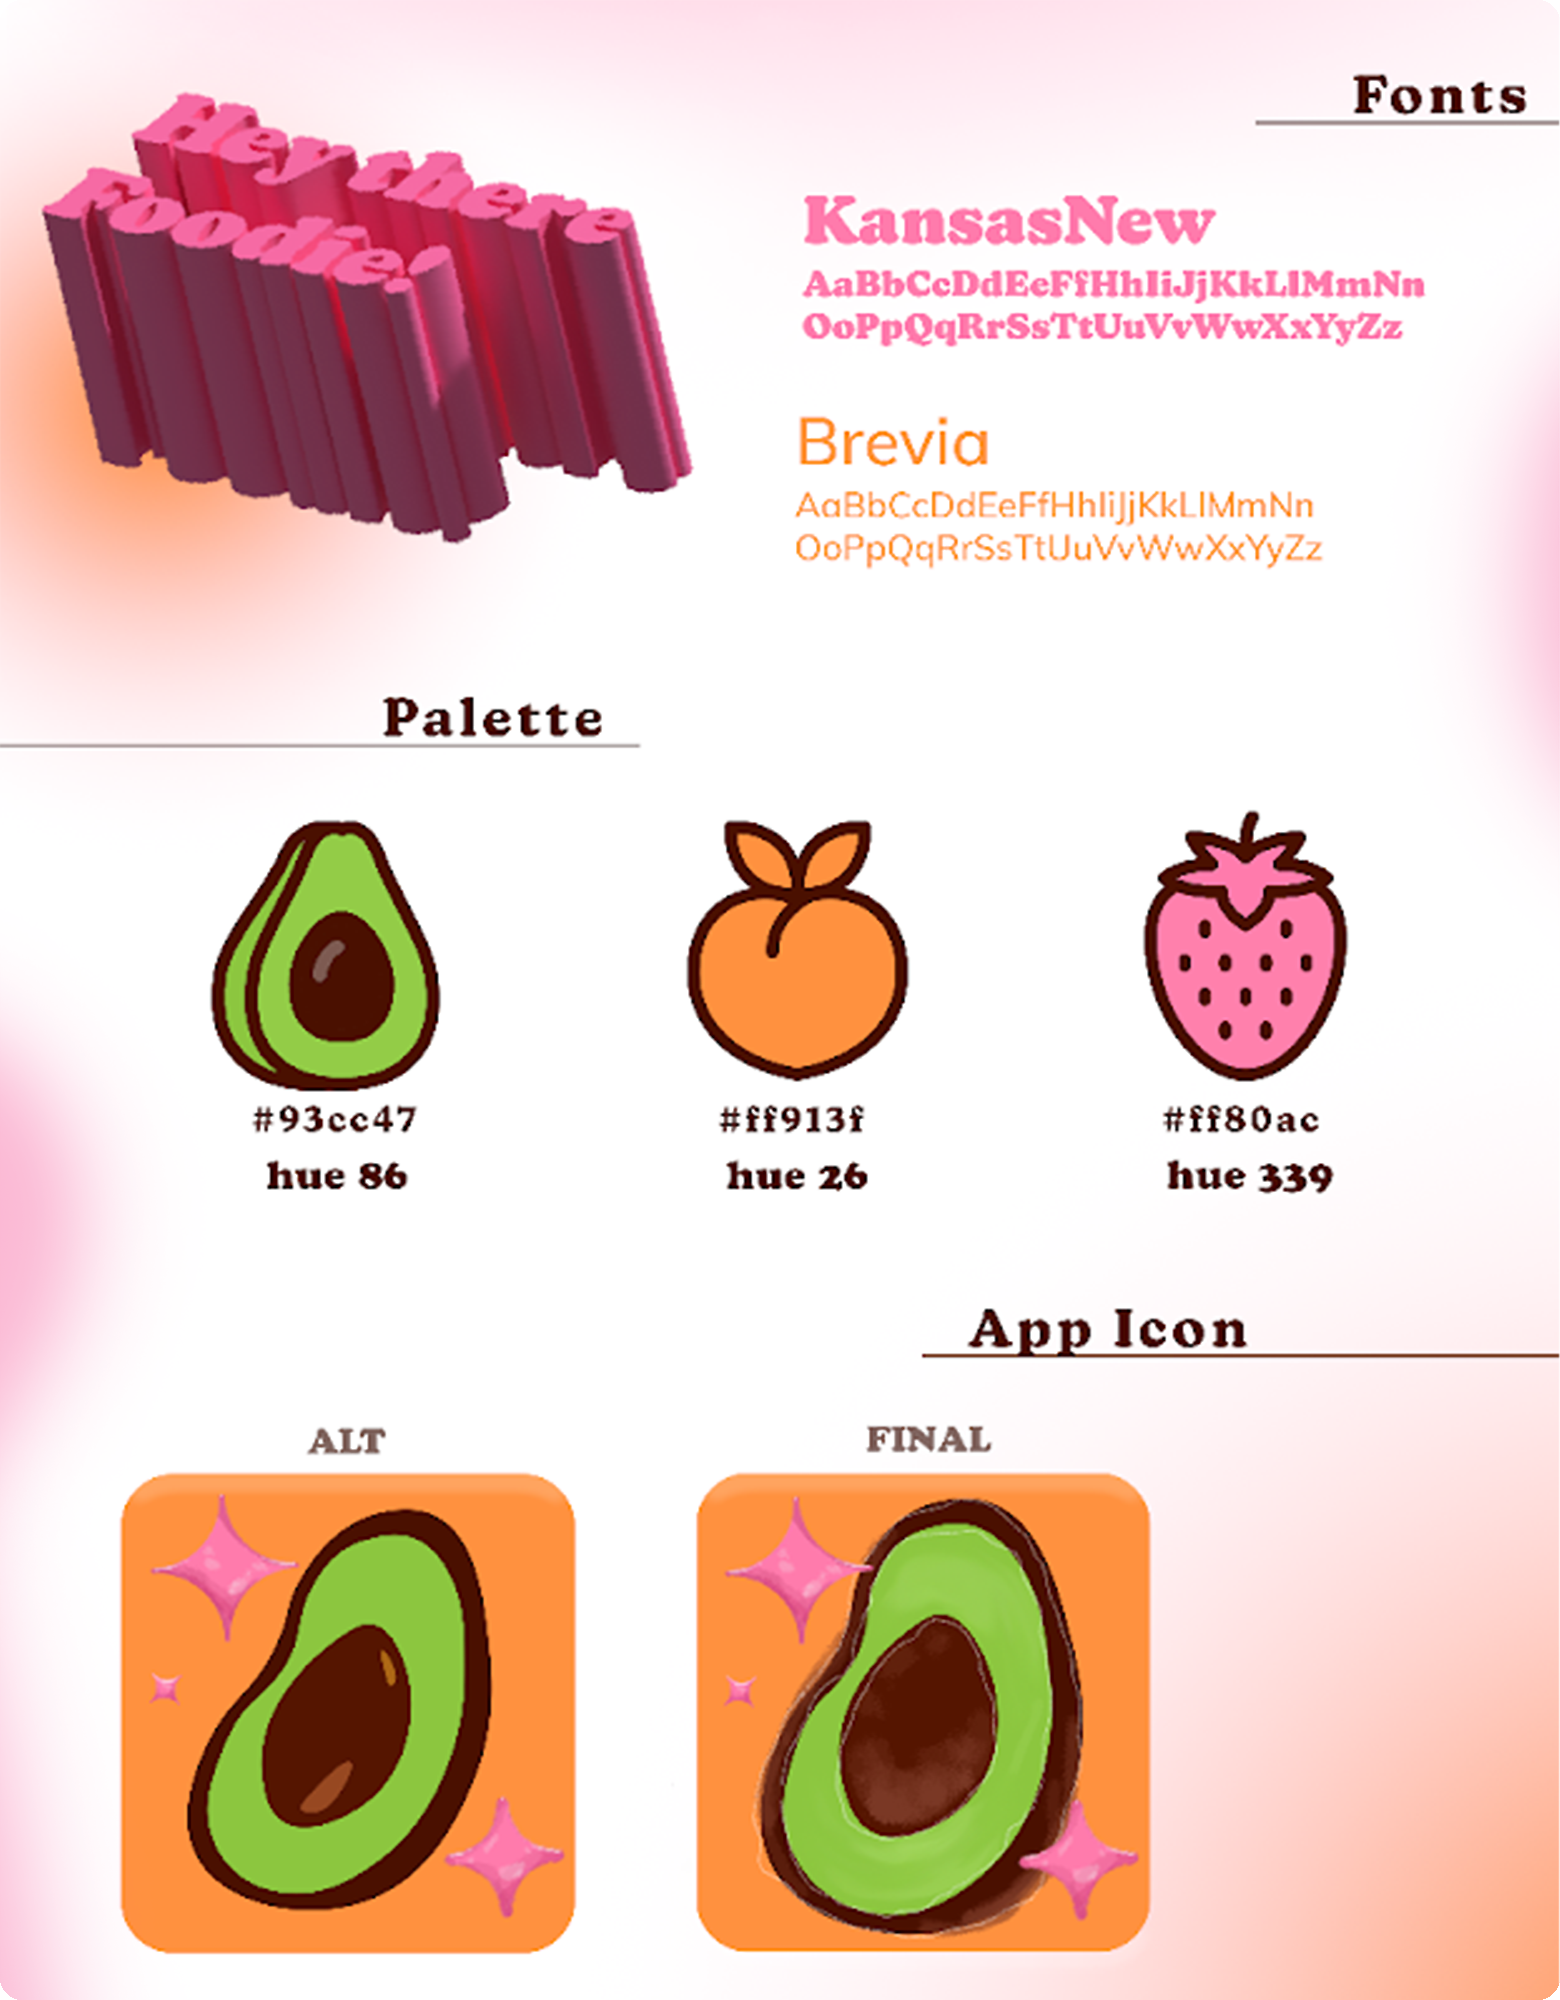 Hey there
Foodie!
Fonts
KansasNew
AaBbCcDdEeFfHhIiJjKkLlMmNn
OoPpQqRrSsTtUuVvWwXxYyZz
Brevia
AaBbCcDdEeFfHhIiJjKkLlMmNn
OoPpQqRrSsTtUuVvWwXxYyZz
Palette
#93cc47
hue 86
#ff913f
hue 26
#ff80ac
hue 339
App Icon
ALT
FINAL